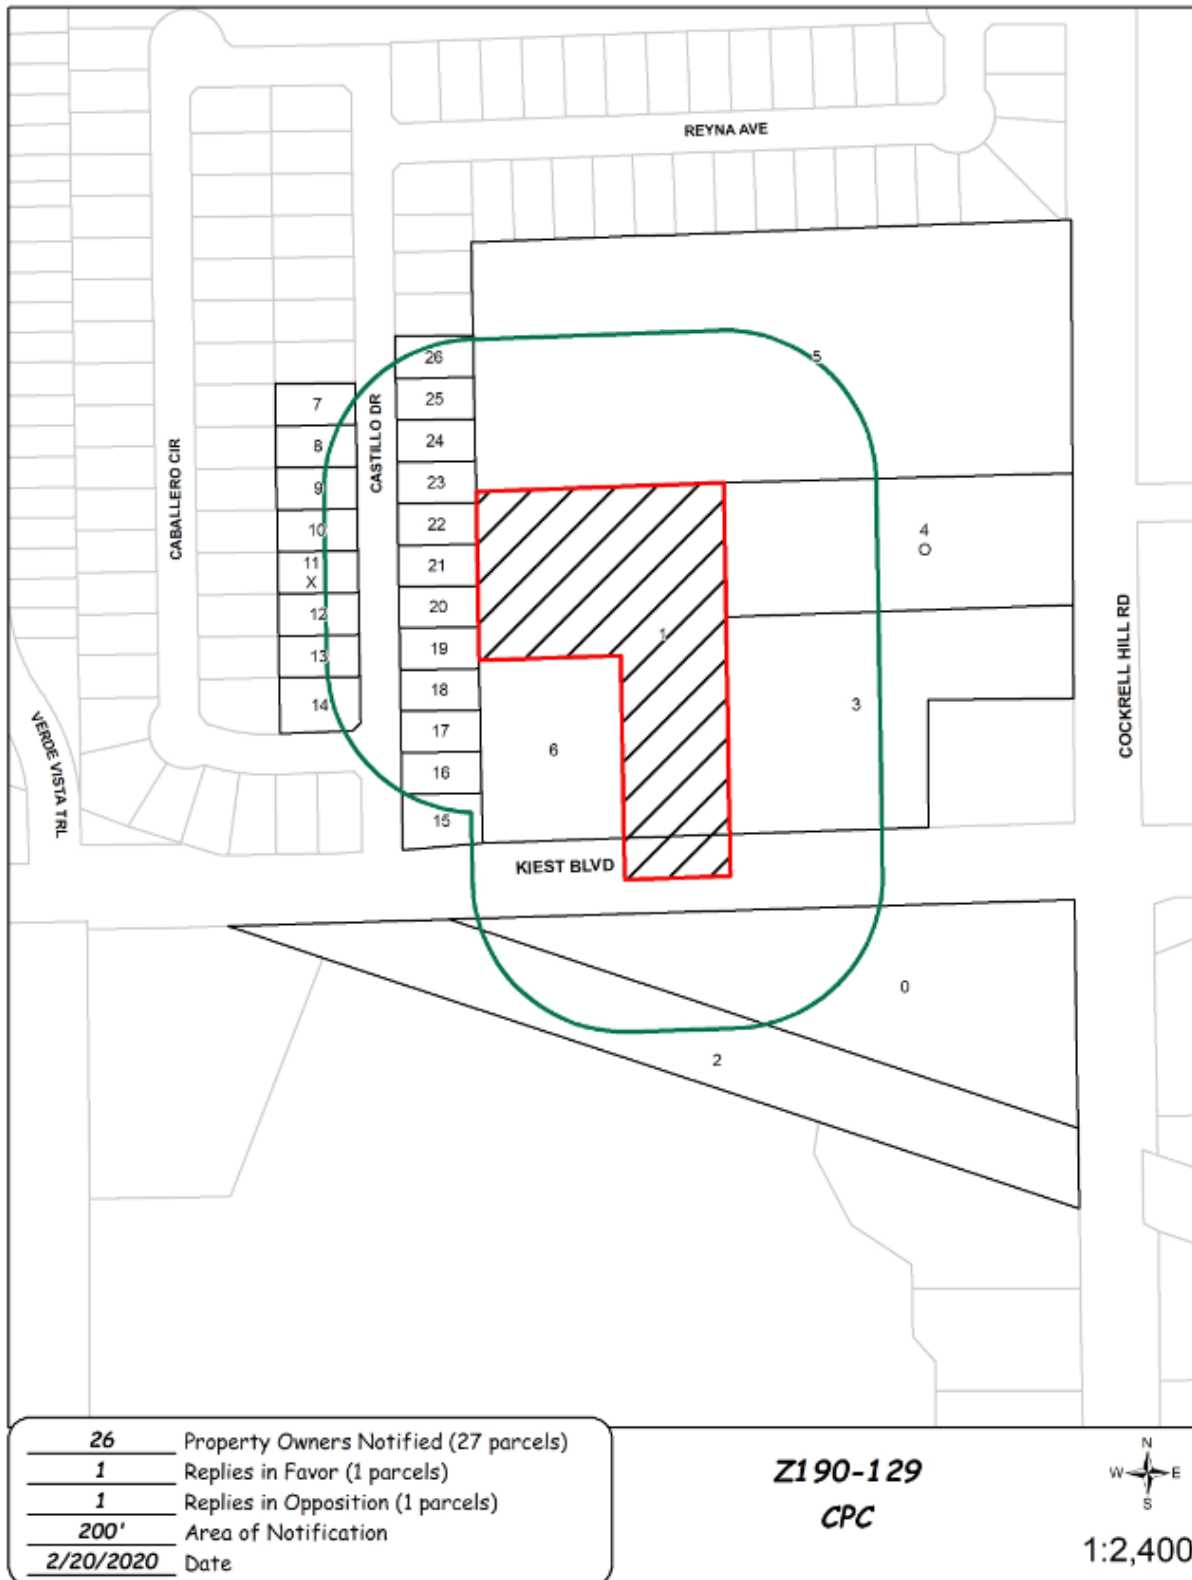 REYNA AVE
5
26
7
25
CASTILLO DR
8
24
CABALLERO CIR
9
23
10
22
4
O
11
X
21
12
20
1
13
19
COCKRELL HILL RD
14
18
3
VERDE VISTA TRL
17
6
16
15
KIEST BLVD
0
2
26 Property Owners Notified (27 parcels)
1 Replies in Favor (1 parcels)
1 Replies in Opposition (1 parcels)
200' Area of Notification
2/20/2020 Date
Z190-129
CPC
N
W E
S
1:2,400